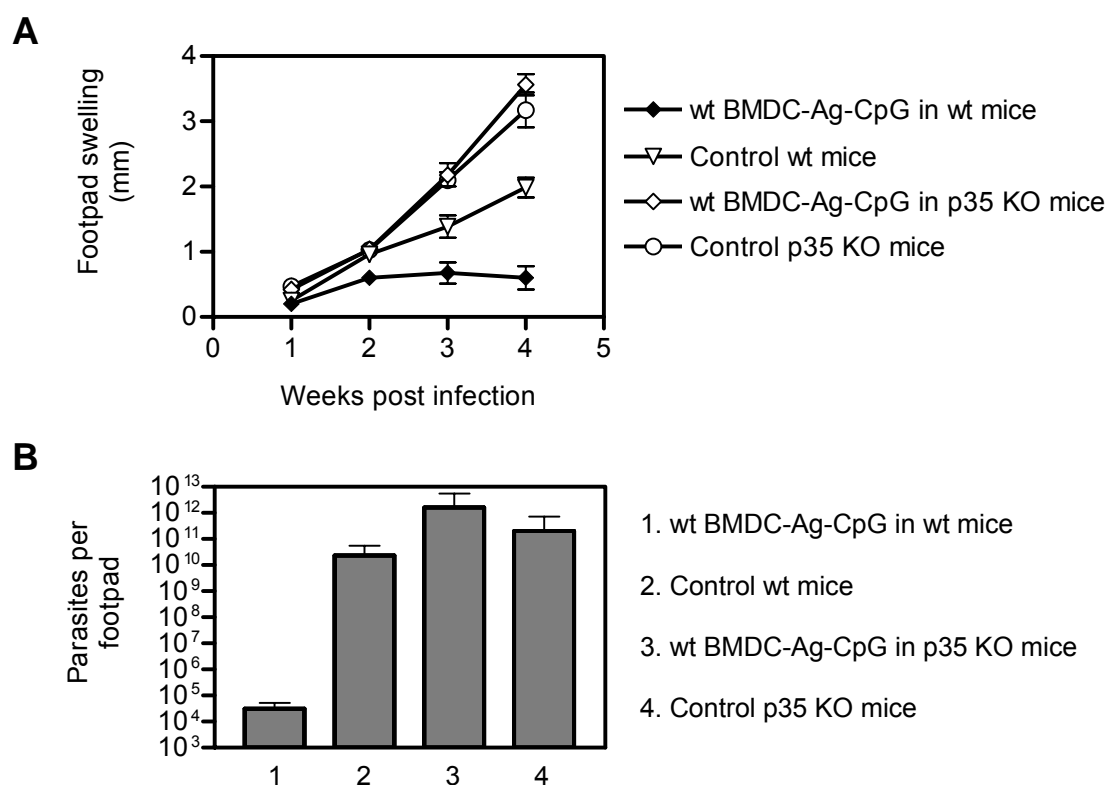 A
Footpad swelling
(mm)
4
3
2
1
0
0 1 2 3 4 5
Weeks post infection
wt BMDC-Ag-CpG in wt mice
Control wt mice
wt BMDC-Ag-CpG in p35 KO mice
Control p35 KO mice
B
Parasites per
footpad
10¹³
10¹²
10¹¹
10¹⁰
10⁹
10⁸
10⁷
10⁶
10⁵
10⁴
10³
1 2 3 4
1. wt BMDC-Ag-CpG in wt mice
2. Control wt mice
3. wt BMDC-Ag-CpG in p35 KO mice
4. Control p35 KO mice